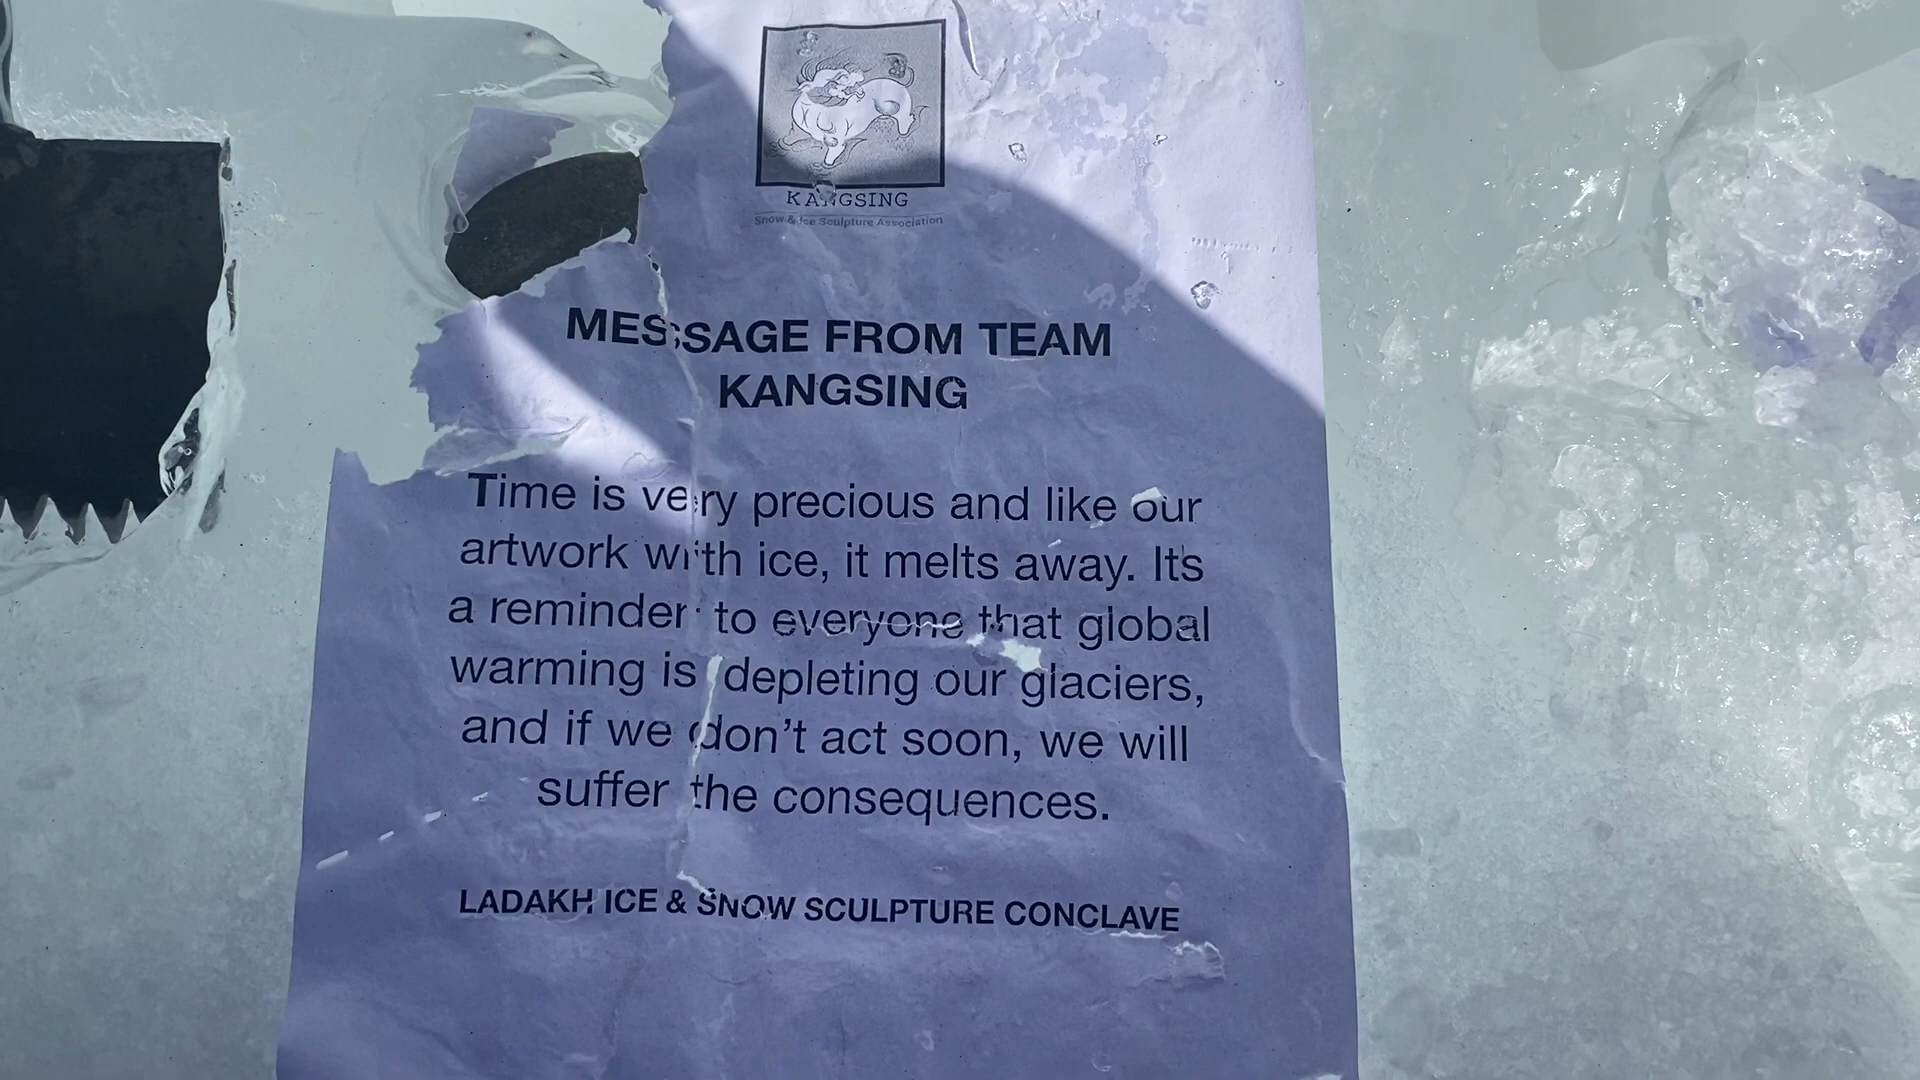 KANGSING
Snow & Ice Sculpture Association
MESSAGE FROM TEAM
KANGSING
Time is very precious and like our
artwork with ice, it melts away. Its
a reminder to everyone that global
warming is depleting our glaciers,
and if we don't act soon, we will
suffer the consequences.
LADAKH ICE & SNOW SCULPTURE CONCLAVE